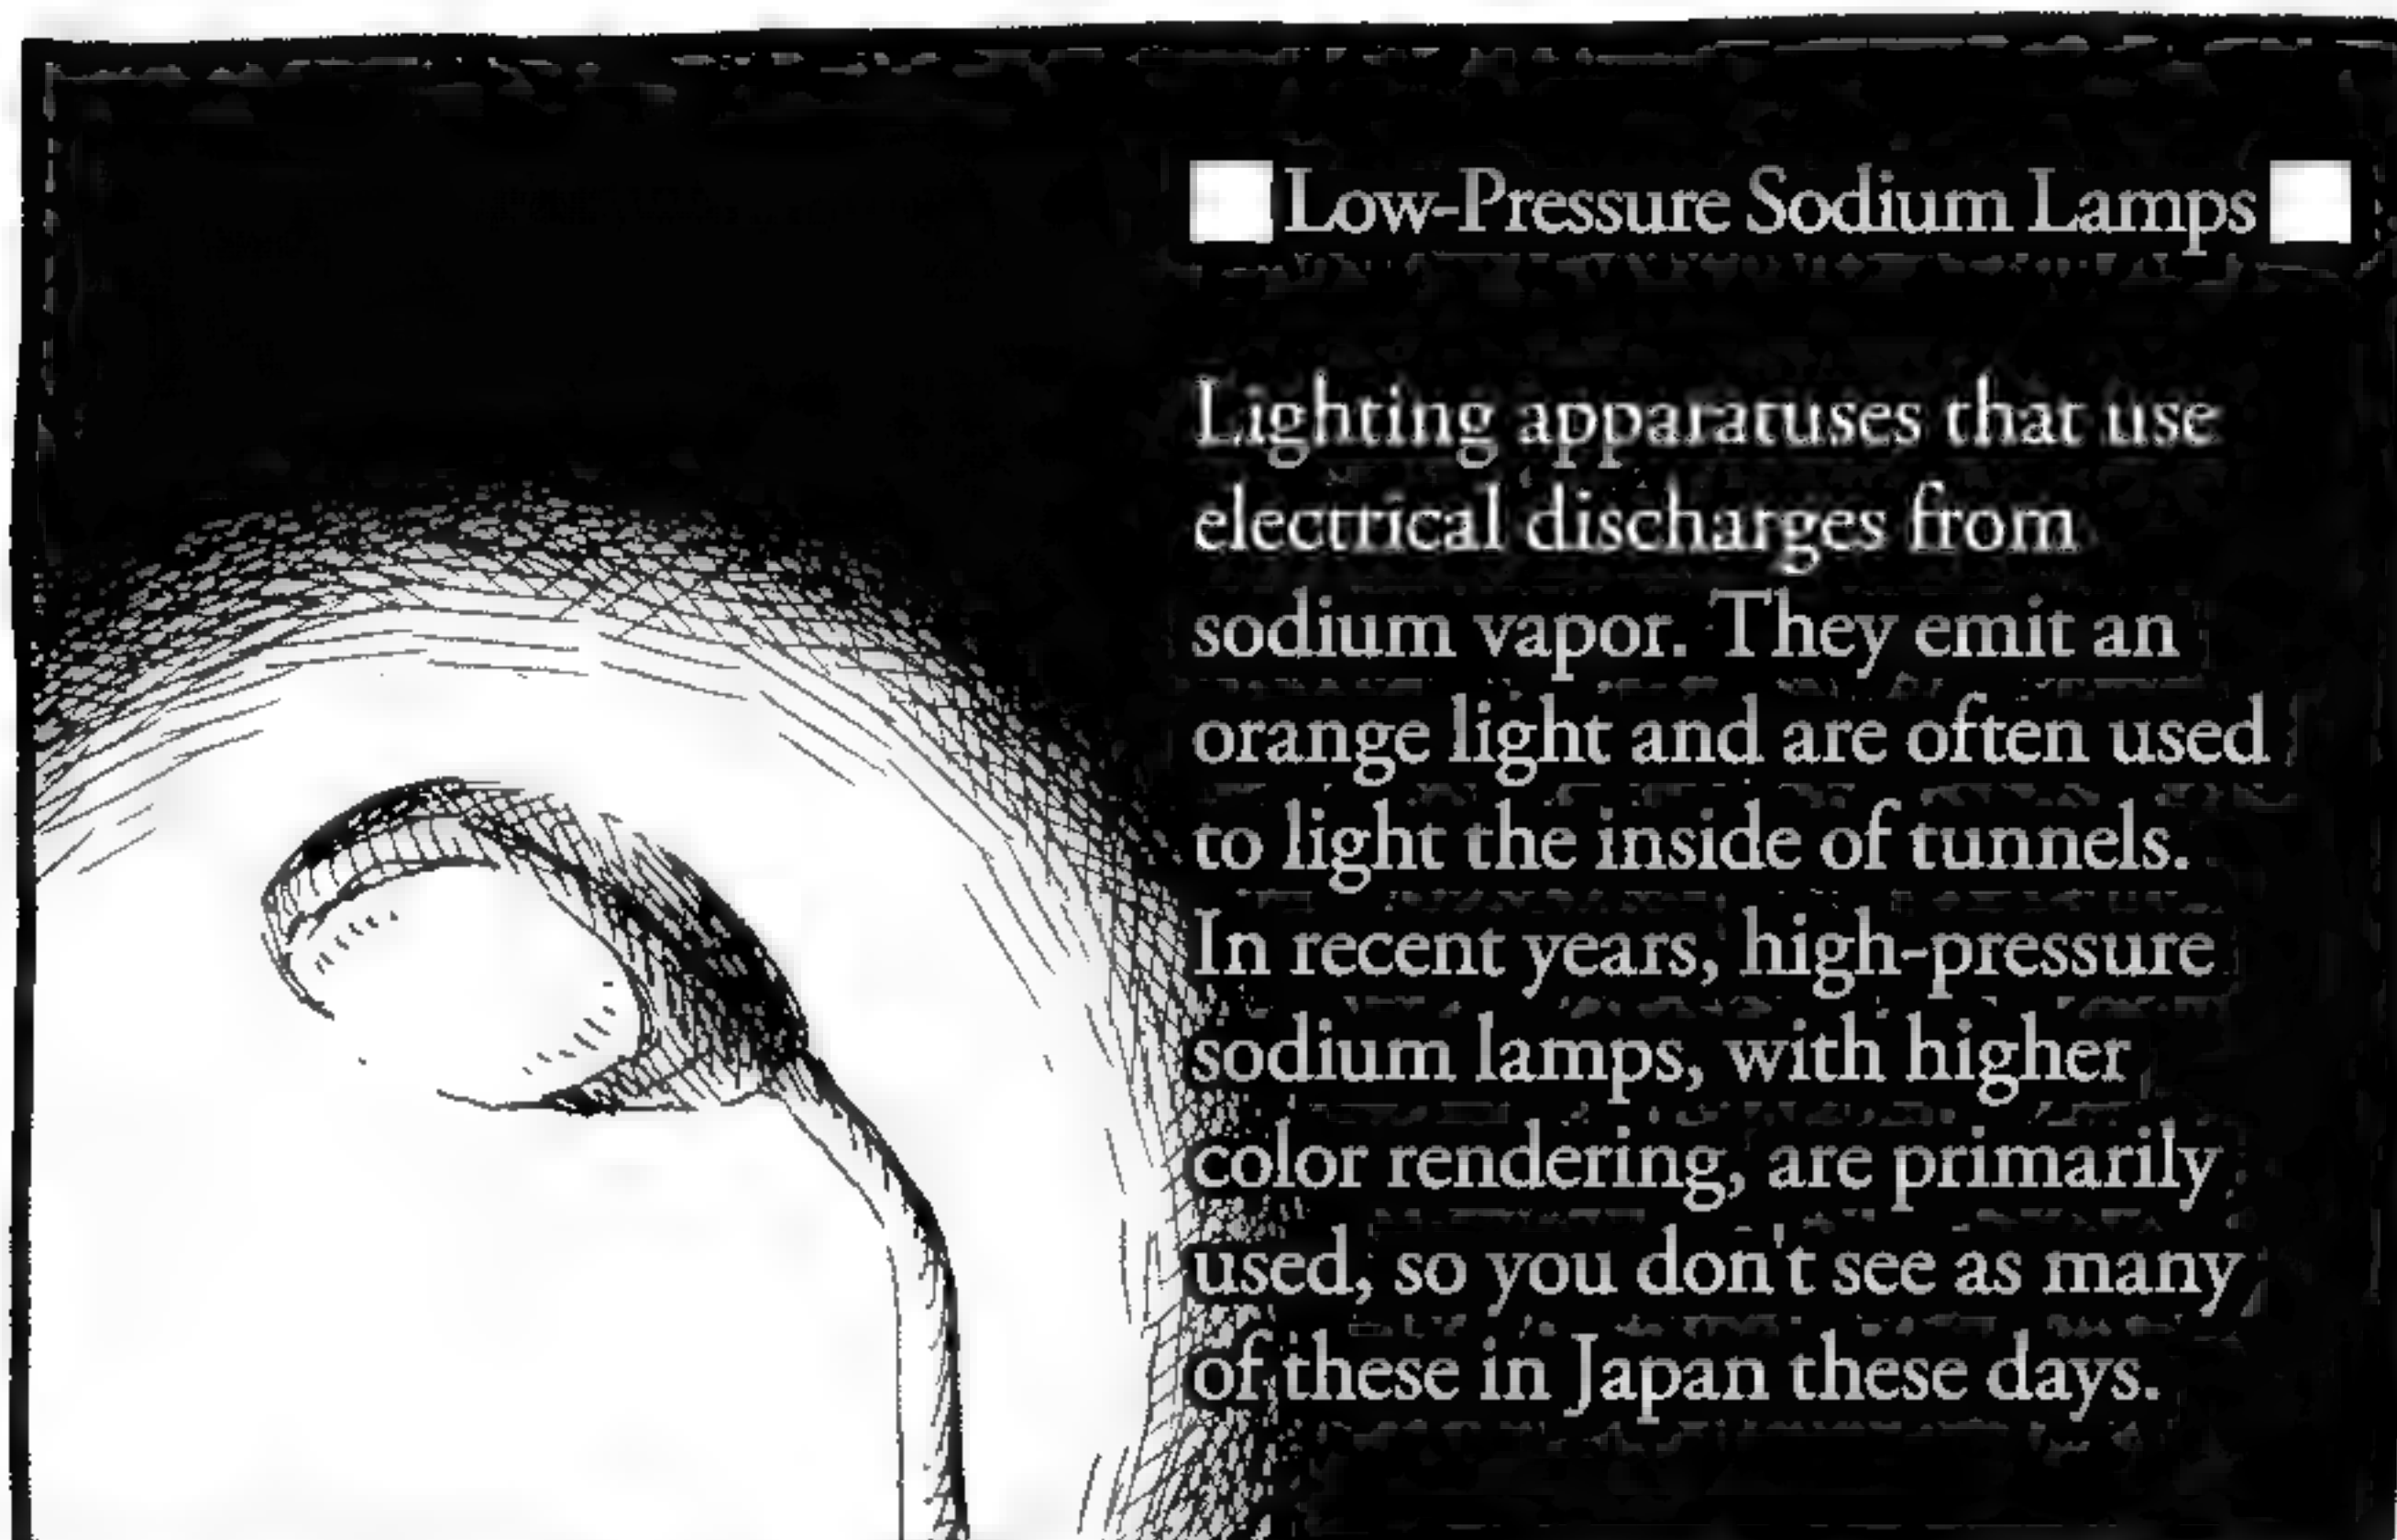 Low-Pressure Sodium Lamps
Lighting apparatuses that use
electrical discharges from
sodium vapor. They emit an
orange light and are often used
to light the inside of tunnels.
In recent years, high-pressure
sodium lamps, with higher
color rendering, are primarily
used, so you don't see as many
of these in Japan these days.